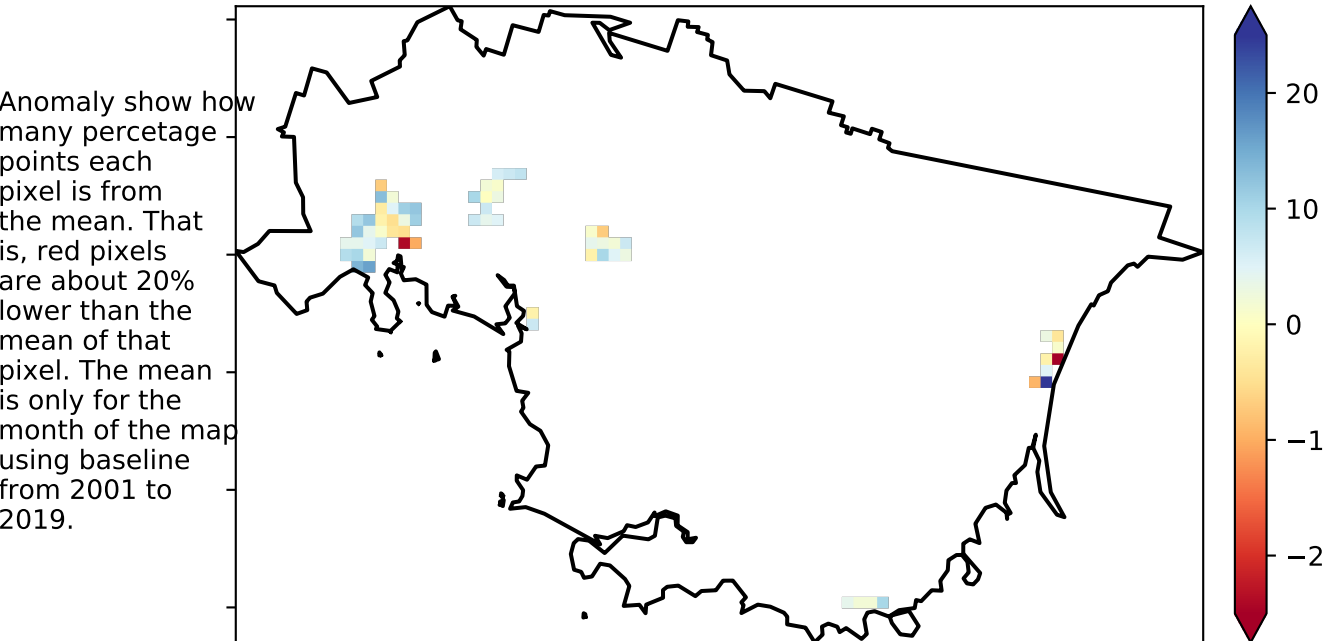 Anomaly show how
many percetage
points each
pixel is from
the mean. That
is, red pixels
are about 20%
lower than the
mean of that
pixel. The mean
is only for the
month of the map
using baseline
from 2001 to
2019.
20
10
0
−1
−2